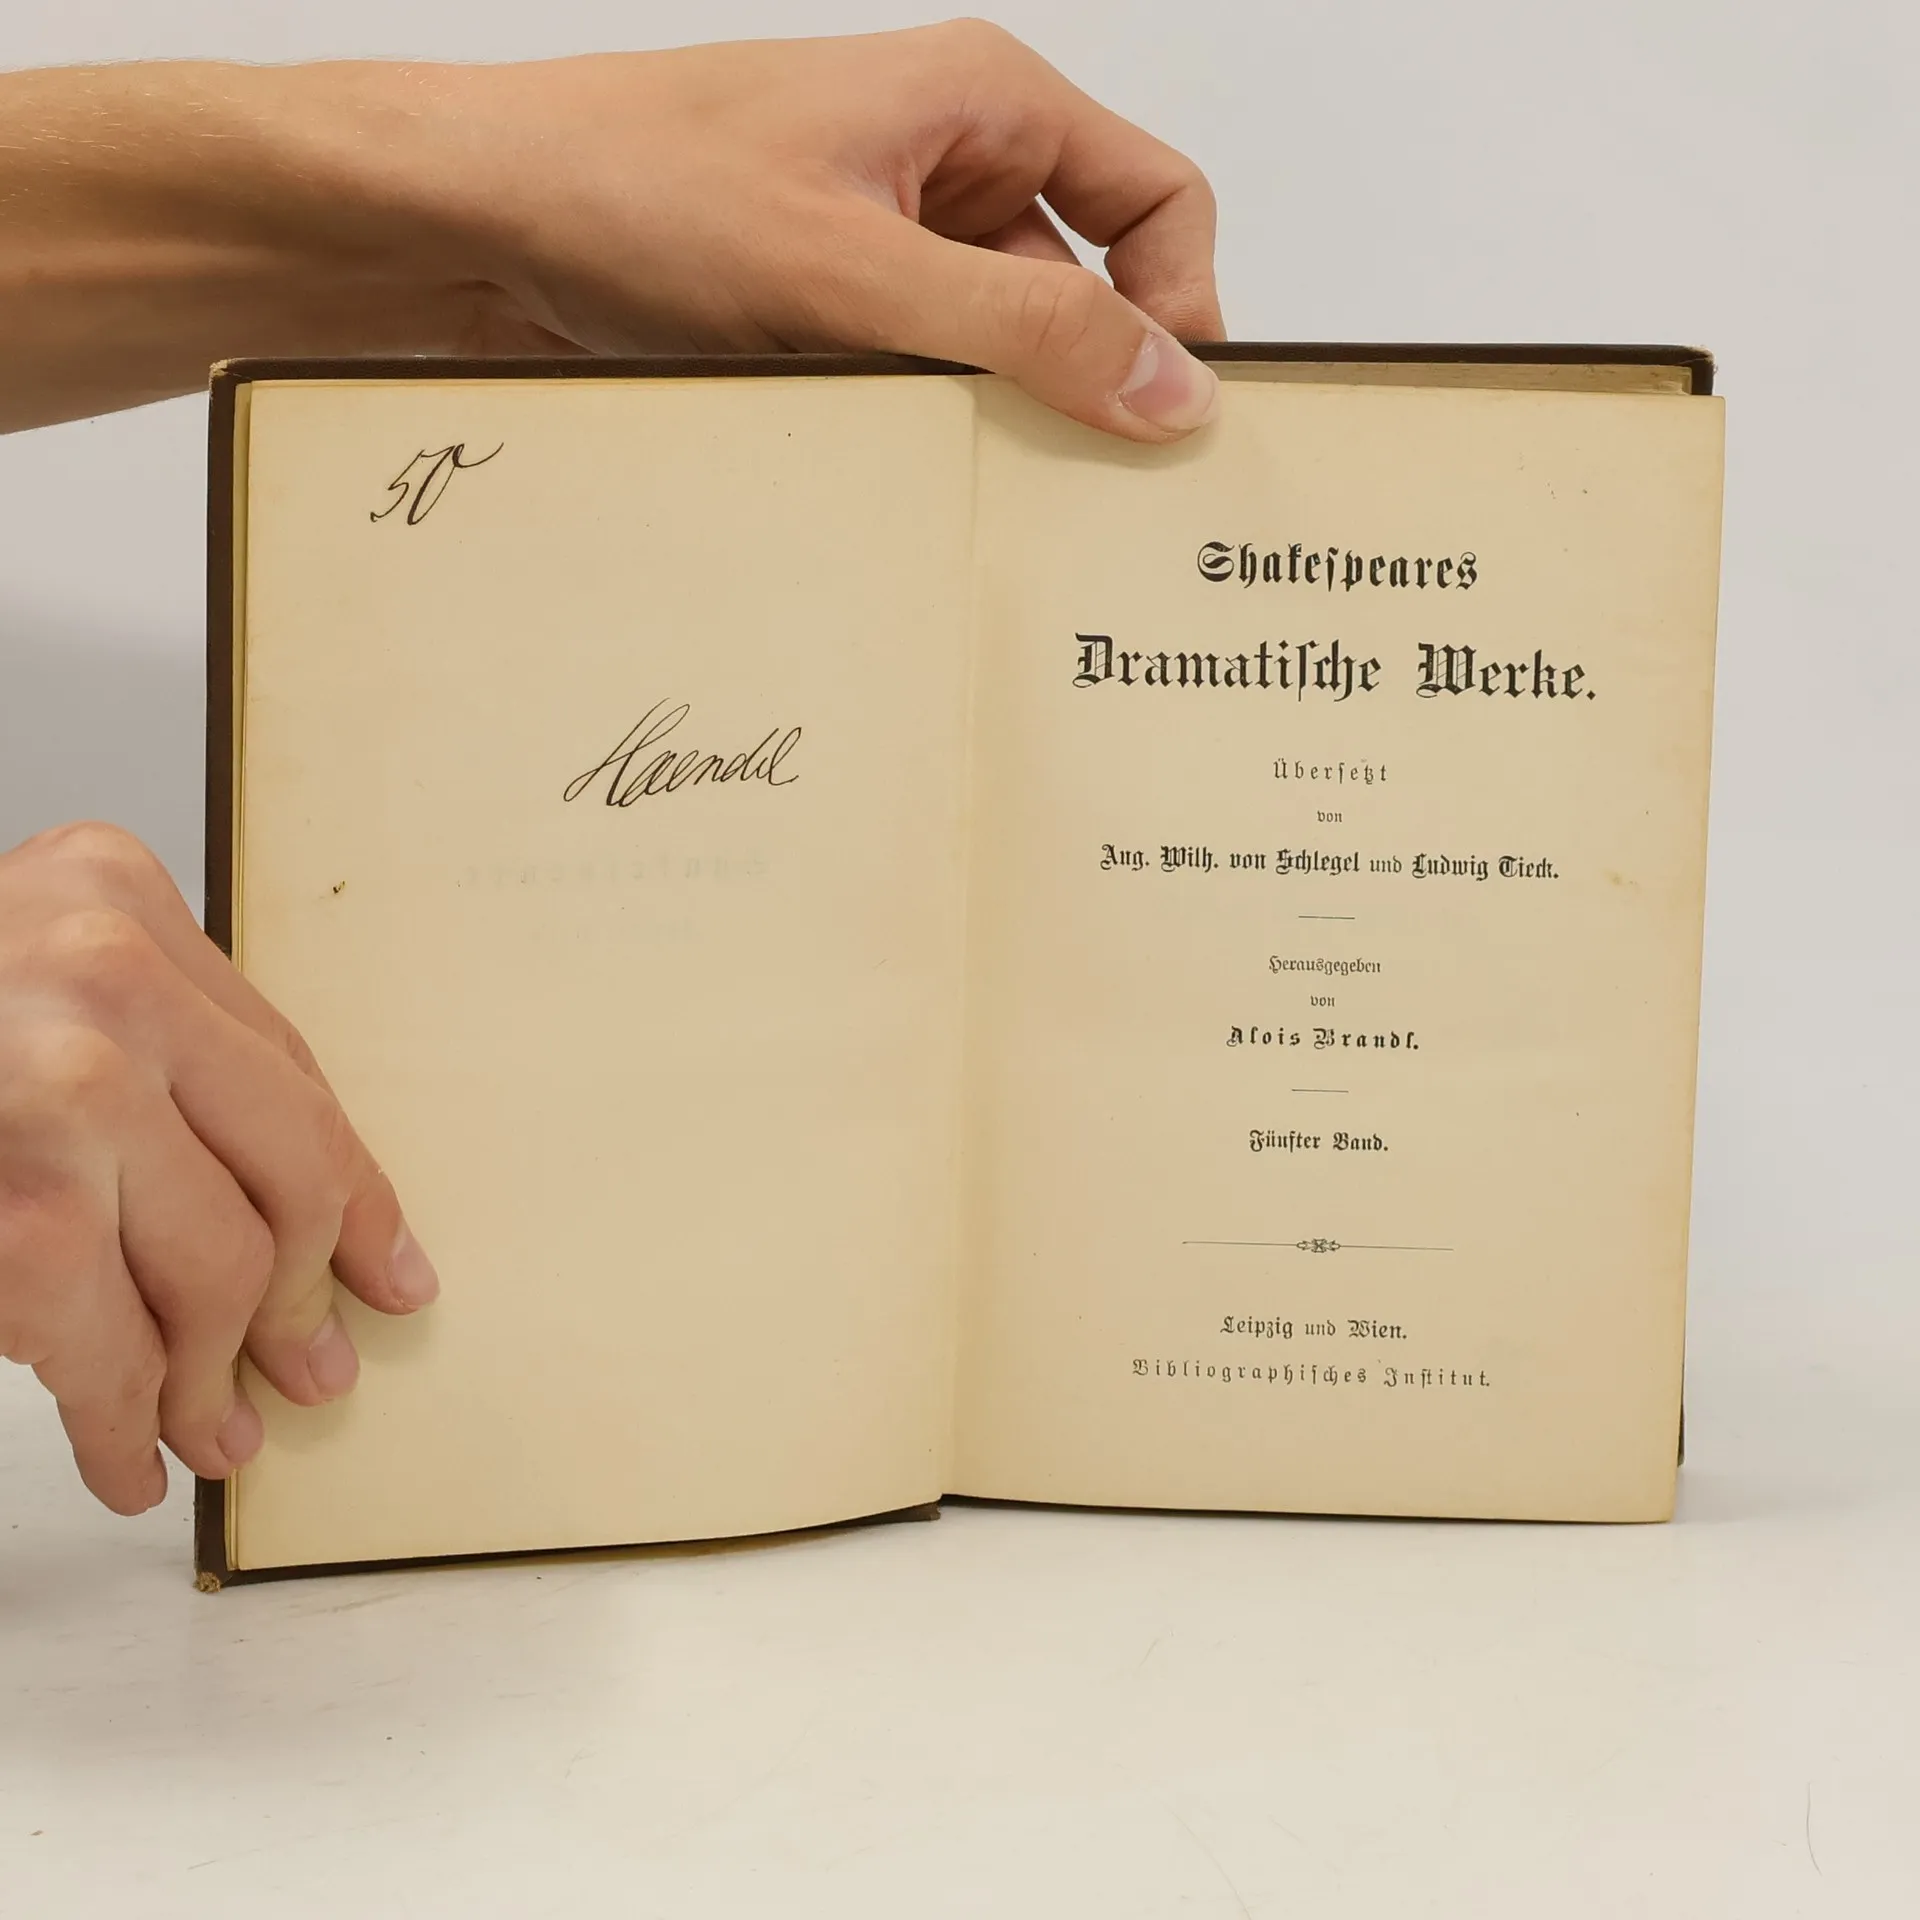 50
Haendel
Shakeſpeares
Dramatiſche Werke.
Überſetzt
von
Aug. Wilh. von Schlegel und Ludwig Tieck.
Herausgegeben
von
Alois Brandl.
Fünfter Band.
Leipzig und Wien.
Bibliographiſches Inſtitut.